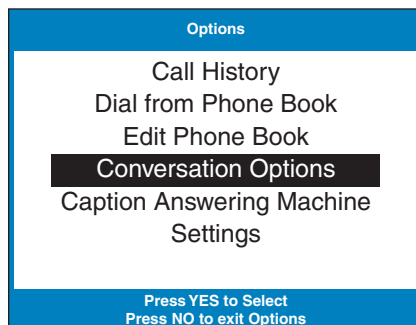 Options
Call History
Dial from Phone Book
Edit Phone Book
Conversation Options
Caption Answering Machine
Settings
Press YES to Select
Press NO to exit Options